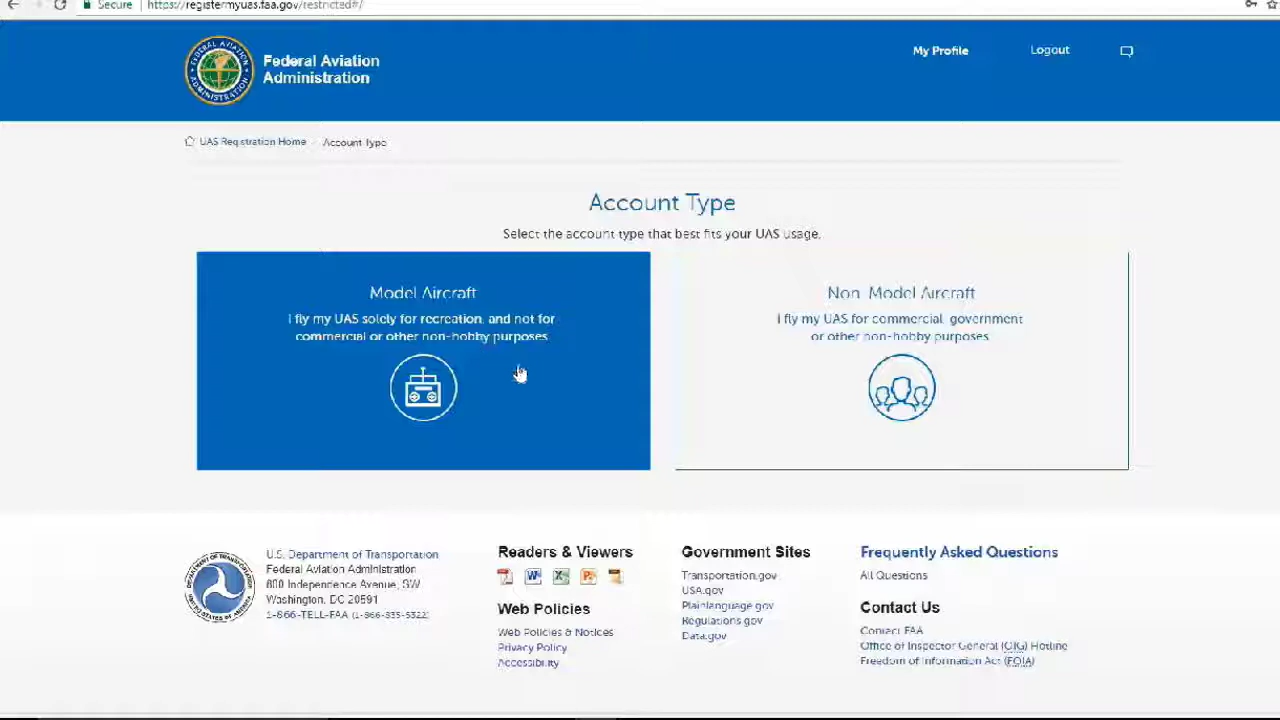 Secure https://registermyuas.faa.gov/restricted#/
Federal Aviation
Administration
My Profile
Logout
UAS Registration Home
Account Type
Account Type
Select the account type that best fits your UAS usage.
Model Aircraft
I fly my UAS solely for recreation, and not for
commercial or other non-hobby purposes
Non-Model Aircraft
I fly my UAS for commercial, government
or other non-hobby purposes
U.S. Department of Transportation
Federal Aviation Administration
800 Independence Avenue, SW
Washington, DC 20591
1-866-TELL-FAA (1-866-835-5322)
Readers & Viewers
Web Policies
Web Policies & Notices
Privacy Policy
Accessibility
Government Sites
Transportation.gov
USA.gov
Plainlanguage.gov
Regulations.gov
Data.gov
Frequently Asked Questions
All Questions
Contact Us
Contact FAA
Office of Inspector General (OIG) Hotline
Freedom of Information Act (FOIA)